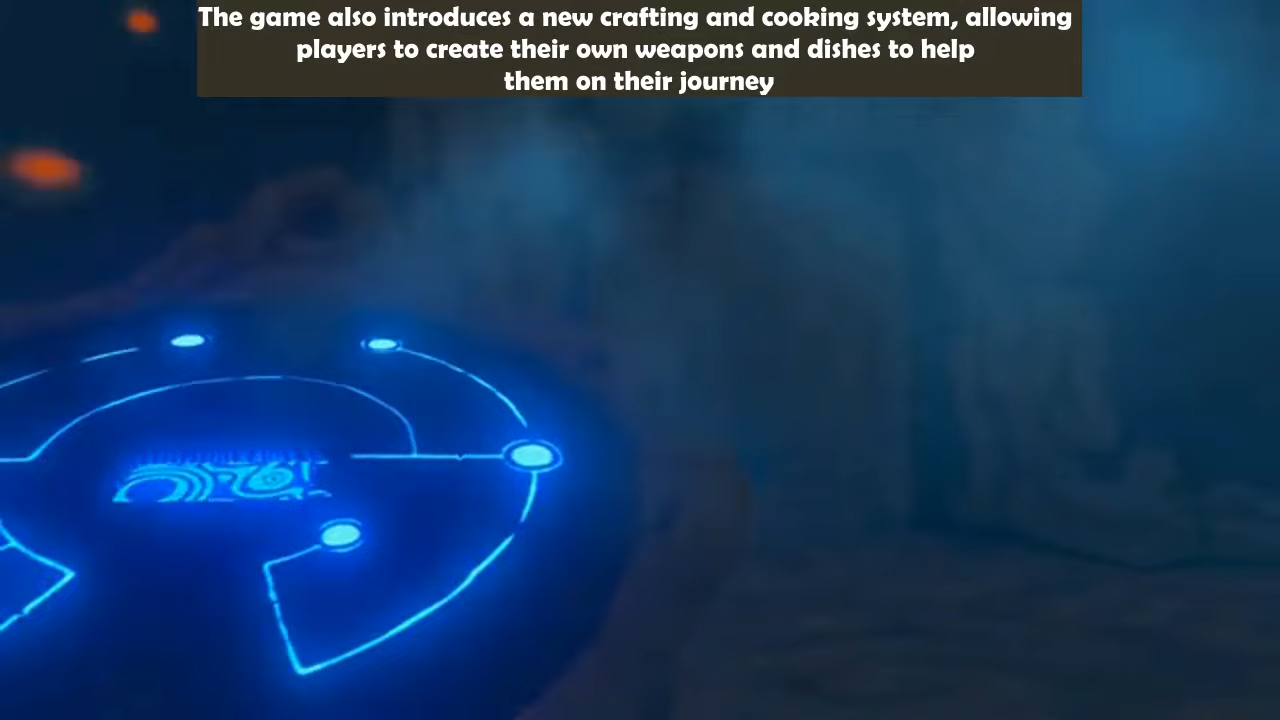 The game also introduces a new crafting and cooking system, allowing
players to create their own weapons and dishes to help
them on their journey